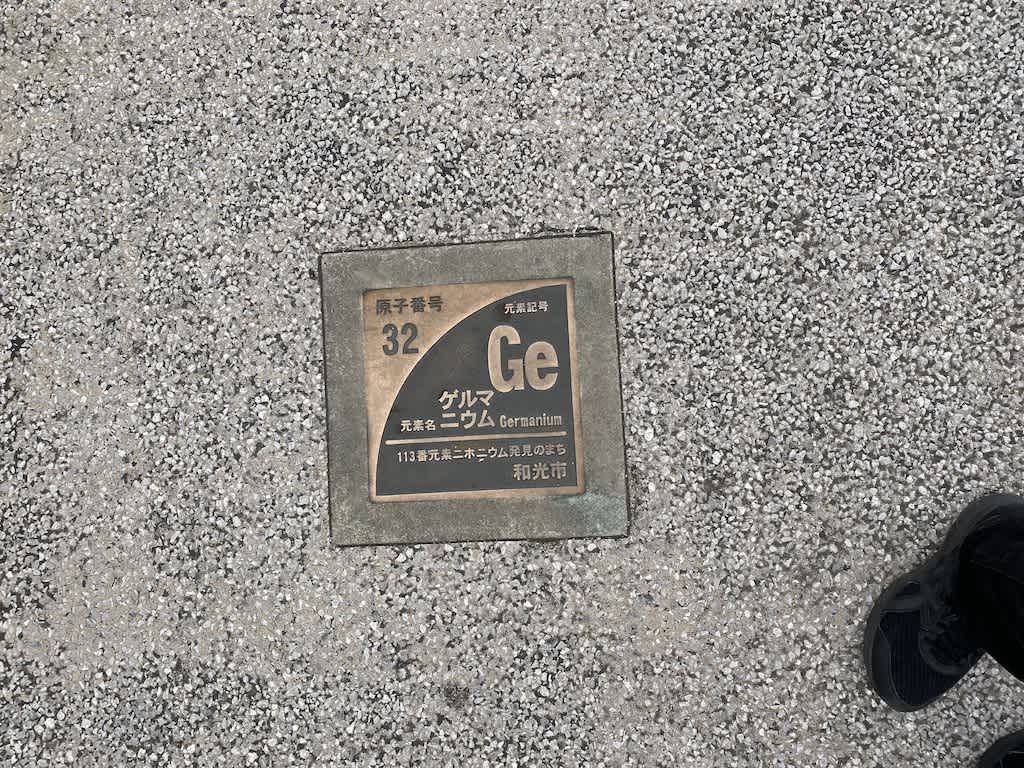 原子番号
32
元素記号
Ge
元素名 ゲルマ
ニウム Germanium
113番元素ニホニウム発見のまち
和光市